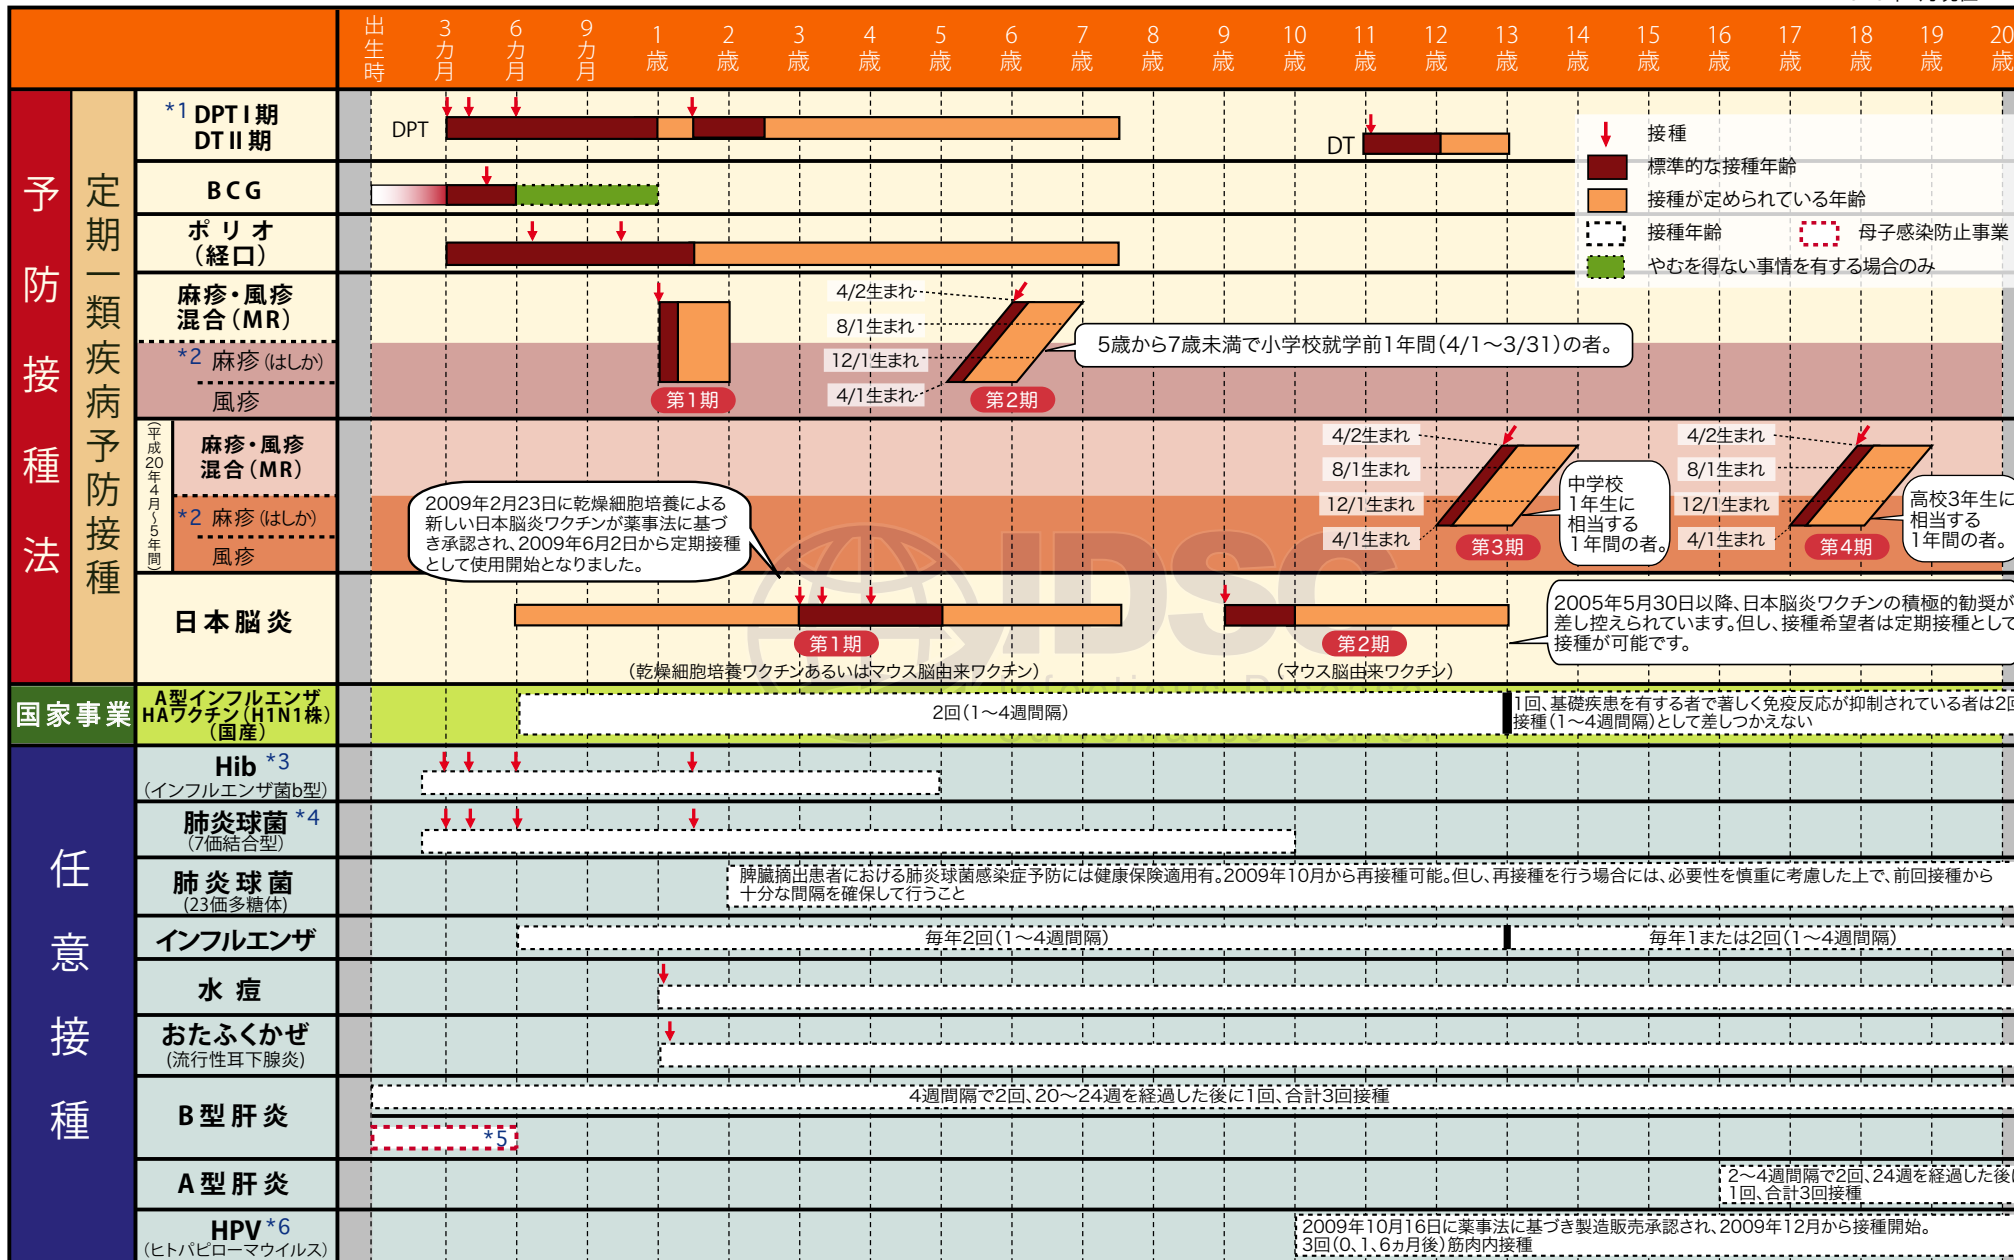 出生時
3カ月
6カ月
9カ月
1歳
2歳
3歳
4歳
5歳
6歳
7歳
8歳
9歳
10歳
11歳
12歳
13歳
14歳
15歳
16歳
17歳
18歳
19歳
20歳
予防接種法
定期一類疾病予防接種
*1 DPT I 期
DT II 期
DPT
DT
接種
標準的な接種年齢
接種が定められている年齢
接種年齢
母子感染防止事業
やむを得ない事情を有する場合のみ
BCG
ポリオ
(経口)
麻疹・風疹
混合(MR)
*2 麻疹(はしか)
風疹
4/2生まれ
8/1生まれ
12/1生まれ
4/1生まれ
第1期
第2期
5歳から7歳未満で小学校就学前1年間(4/1〜3/31)の者。
(平成20年4月〜5年間)
麻疹・風疹
混合(MR)
*2 麻疹(はしか)
風疹
4/2生まれ
8/1生まれ
12/1生まれ
4/1生まれ
第3期
中学校
1年生に
相当する
1年間の者。
4/2生まれ
8/1生まれ
12/1生まれ
4/1生まれ
第4期
高校3年生に
相当する
1年間の者。
2009年2月23日に乾燥細胞培養による
新しい日本脳炎ワクチンが薬事法に基づ
き承認され、2009年6月2日から定期接種
として使用開始となりました。
IDSC
日本脳炎
第1期
(乾燥細胞培養ワクチンあるいはマウス脳由来ワクチン)
第2期
(マウス脳由来ワクチン)
2005年5月30日以降、日本脳炎ワクチンの積極的勧奨が
差し控えられています。但し、接種希望者は定期接種として
接種が可能です。
国家事業
A型インフルエンザ
HAワクチン(H1N1株)
(国産)
2回(1〜4週間隔)
1回、基礎疾患を有する者で著しく免疫反応が抑制されている者は2回
接種(1〜4週間隔)として差しつかえない
任意接種
Hib *3
(インフルエンザ菌b型)
肺炎球菌 *4
(7価結合型)
肺炎球菌
(23価多糖体)
脾臓摘出患者における肺炎球菌感染症予防には健康保険適用有。2009年10月から再接種可能。但し、再接種を行う場合には、必要性を慎重に考慮した上で、前回接種から
十分な間隔を確保して行うこと
インフルエンザ
毎年2回(1〜4週間隔)
毎年1または2回(1〜4週間隔)
水痘
おたふくかぜ
(流行性耳下腺炎)
B型肝炎
4週間隔で2回、20〜24週を経過した後に1回、合計3回接種
*5
A型肝炎
2〜4週間隔で2回、24週を経過した後に
1回、合計3回接種
HPV *6
(ヒトパピローマウイルス)
2009年10月16日に薬事法に基づき製造販売承認され、2009年12月から接種開始。
3回(0、1、6ヵ月後)筋肉内接種